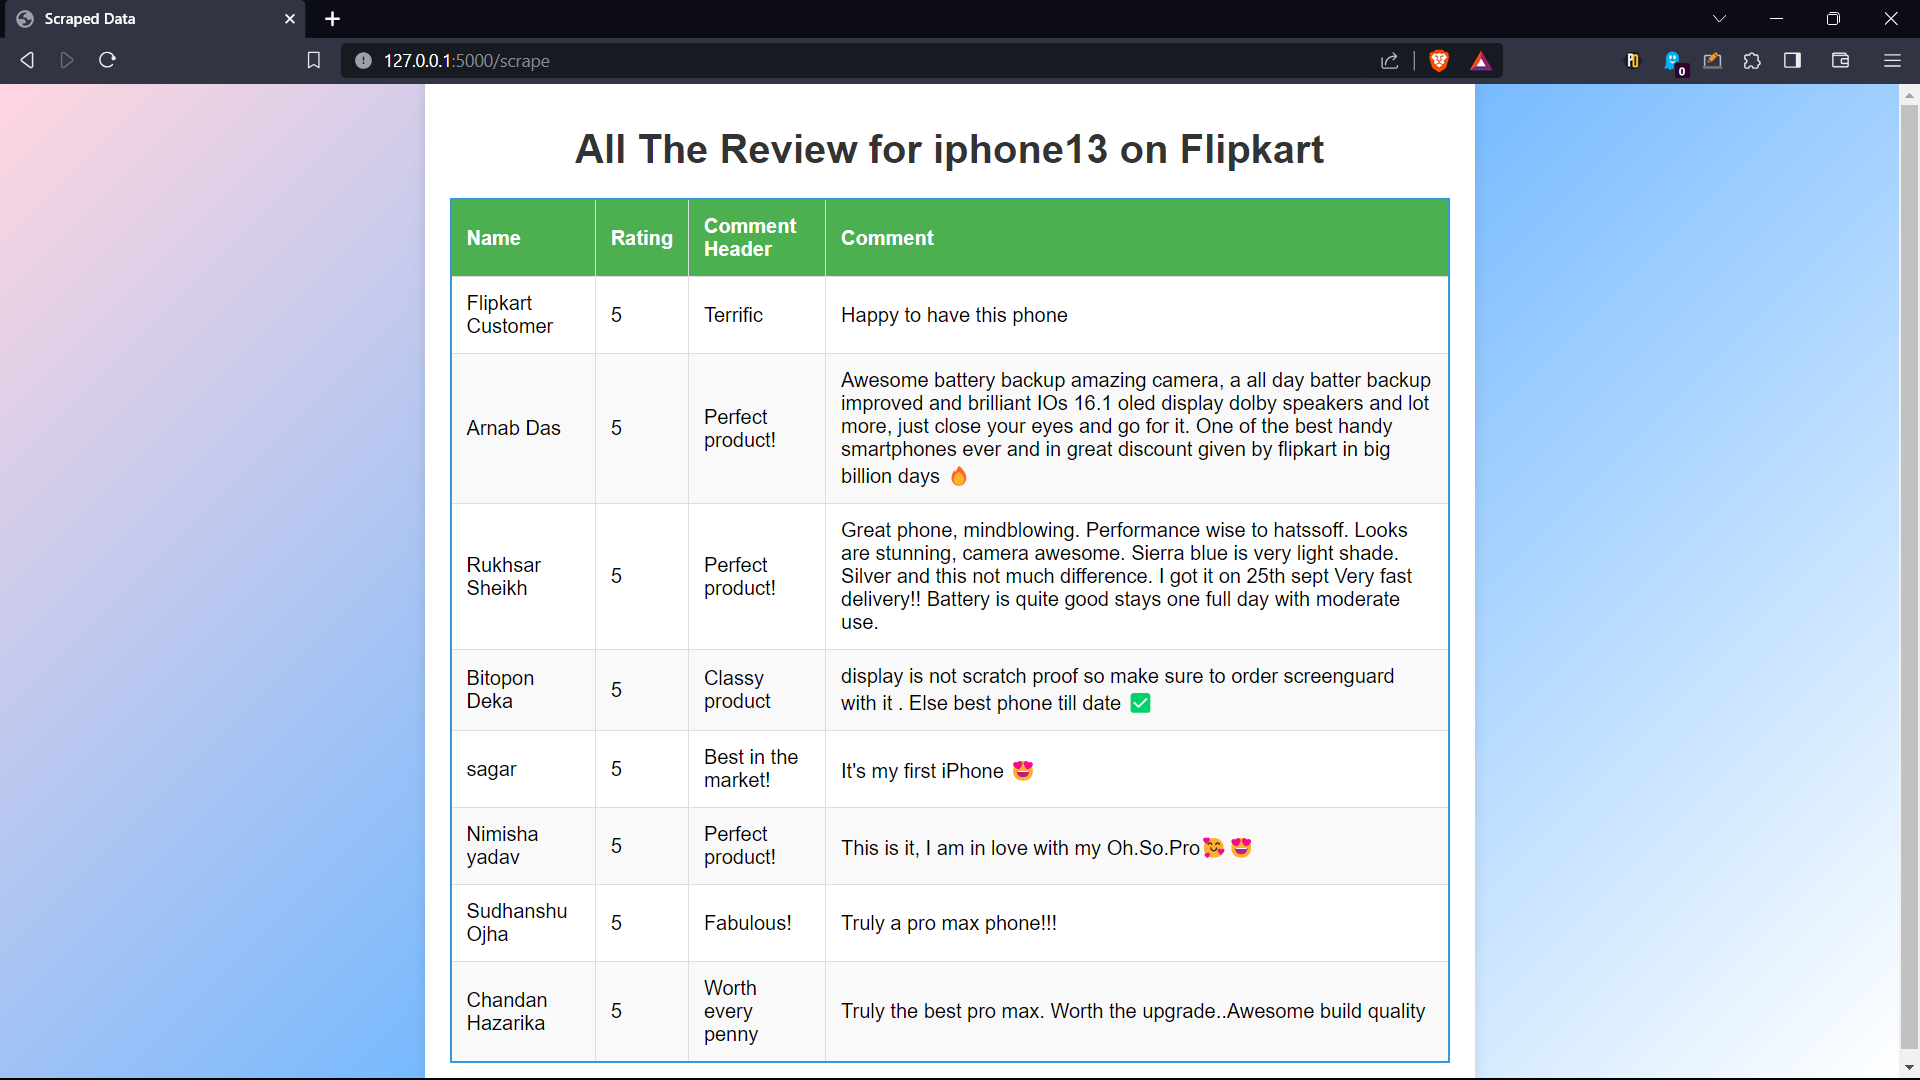 Scraped Data
127.0.0.1:5000/scrape
0
All The Review for iphone13 on Flipkart
Name
Rating
Comment
Header
Comment
Flipkart
Customer
5
Terrific
Happy to have this phone
Arnab Das
5
Perfect
product!
Awesome battery backup amazing camera, a all day batter backup
improved and brilliant IOs 16.1 oled display dolby speakers and lot
more, just close your eyes and go for it. One of the best handy
smartphones ever and in great discount given by flipkart in big
billion days 🔥
Rukhsar
Sheikh
5
Perfect
product!
Great phone, mindblowing. Performance wise to hatssoff. Looks
are stunning, camera awesome. Sierra blue is very light shade.
Silver and this not much difference. I got it on 25th sept Very fast
delivery!! Battery is quite good stays one full day with moderate
use.
Bitopon
Deka
5
Classy
product
display is not scratch proof so make sure to order screenguard
with it . Else best phone till date ✅
sagar
5
Best in the
market!
It's my first iPhone 😍
Nimisha
yadav
5
Perfect
product!
This is it, I am in love with my Oh.So.Pro🥰 😍
Sudhanshu
Ojha
5
Fabulous!
Truly a pro max phone!!!
Chandan
Hazarika
5
Worth
every
penny
Truly the best pro max. Worth the upgrade..Awesome build quality